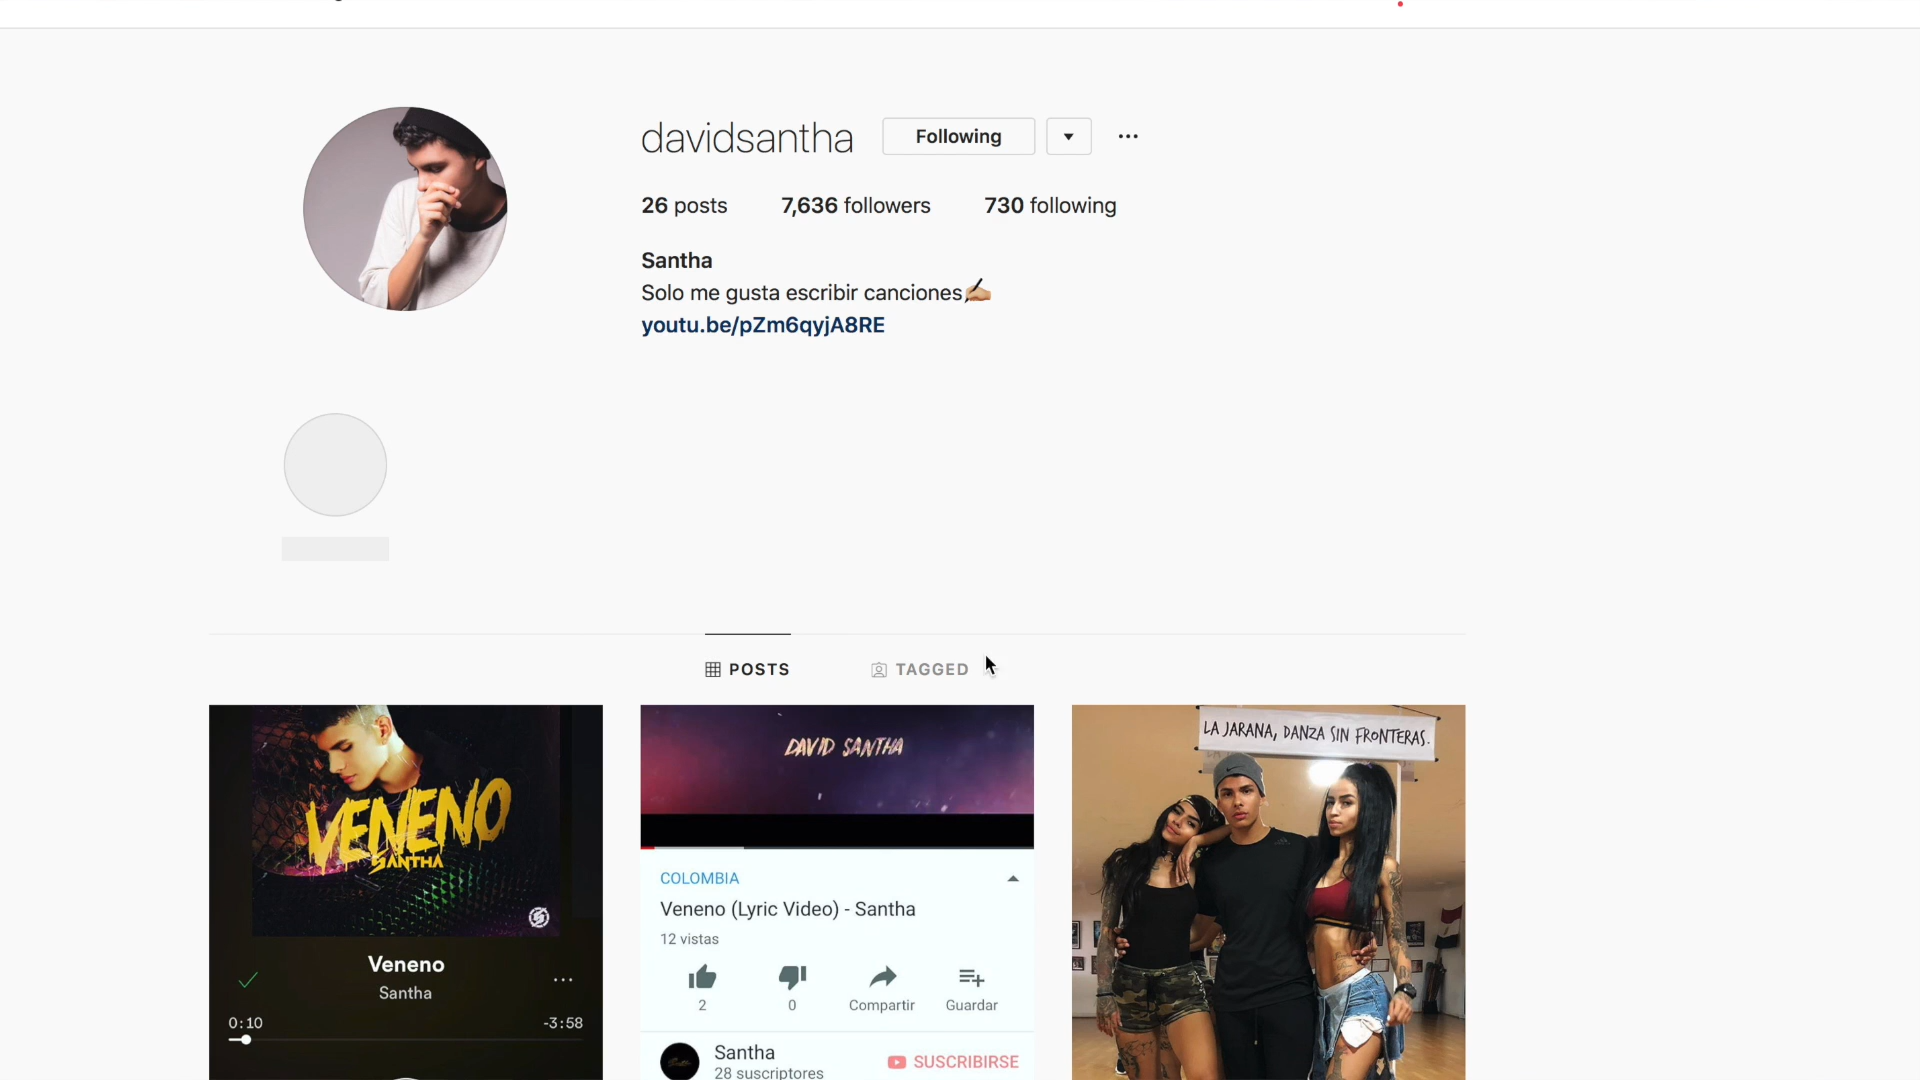 davidsantha
Following
26 posts 7,636 followers 730 following
Santha
Solo me gusta escribir canciones✍🏼
youtu.be/pZm6qyjA8RE
POSTS TAGGED
VENENO
SANTHA
Veneno
Santha
0:10 -3:58
DAVID SANTHA
COLOMBIA
Veneno (Lyric Video) - Santha
12 vistas
2 0 Compartir Guardar
Santha
28 suscriptores
SUSCRIBIRSE
LA JARANA, DANZA SIN FRONTERAS.